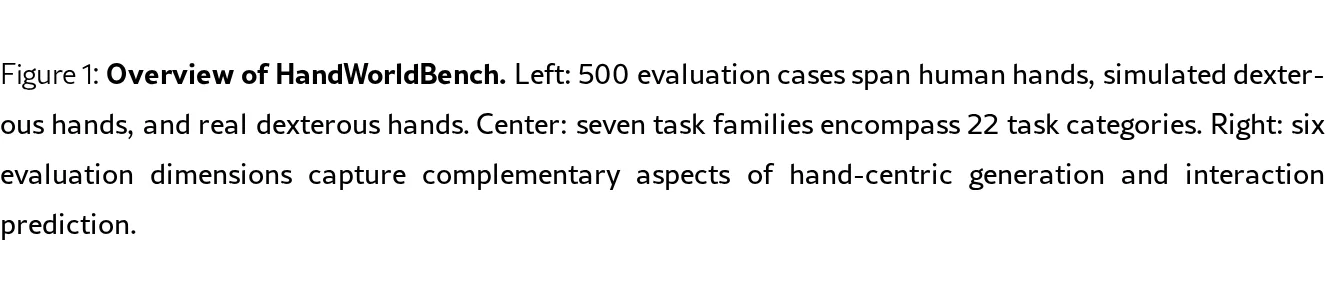 Figure 1: Overview of HandWorldBench. Left: 500 evaluation cases span human hands, simulated dexter-
ous hands, and real dexterous hands. Center: seven task families encompass 22 task categories. Right: six
evaluation dimensions capture complementary aspects of hand-centric generation and interaction
prediction.